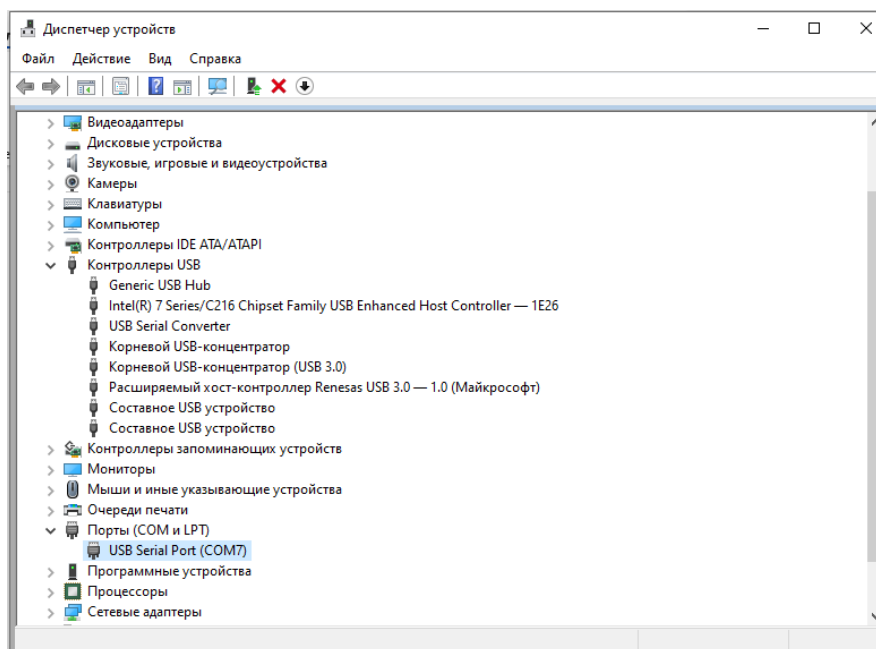 Диспетчер устройств
Файл Действие Вид Справка
Видеоадаптеры
Дисковые устройства
Звуковые, игровые и видеоустройства
Камеры
Клавиатуры
Компьютер
Контроллеры IDE ATA/ATAPI
Контроллеры USB
Generic USB Hub
Intel(R) 7 Series/C216 Chipset Family USB Enhanced Host Controller — 1E26
USB Serial Converter
Корневой USB-концентратор
Корневой USB-концентратор (USB 3.0)
Расширяемый хост-контроллер Renesas USB 3.0 — 1.0 (Майкрософт)
Составное USB устройство
Составное USB устройство
Контроллеры запоминающих устройств
Мониторы
Мыши и иные указывающие устройства
Очереди печати
Порты (COM и LPT)
USB Serial Port (COM7)
Программные устройства
Процессоры
Сетевые адаптеры